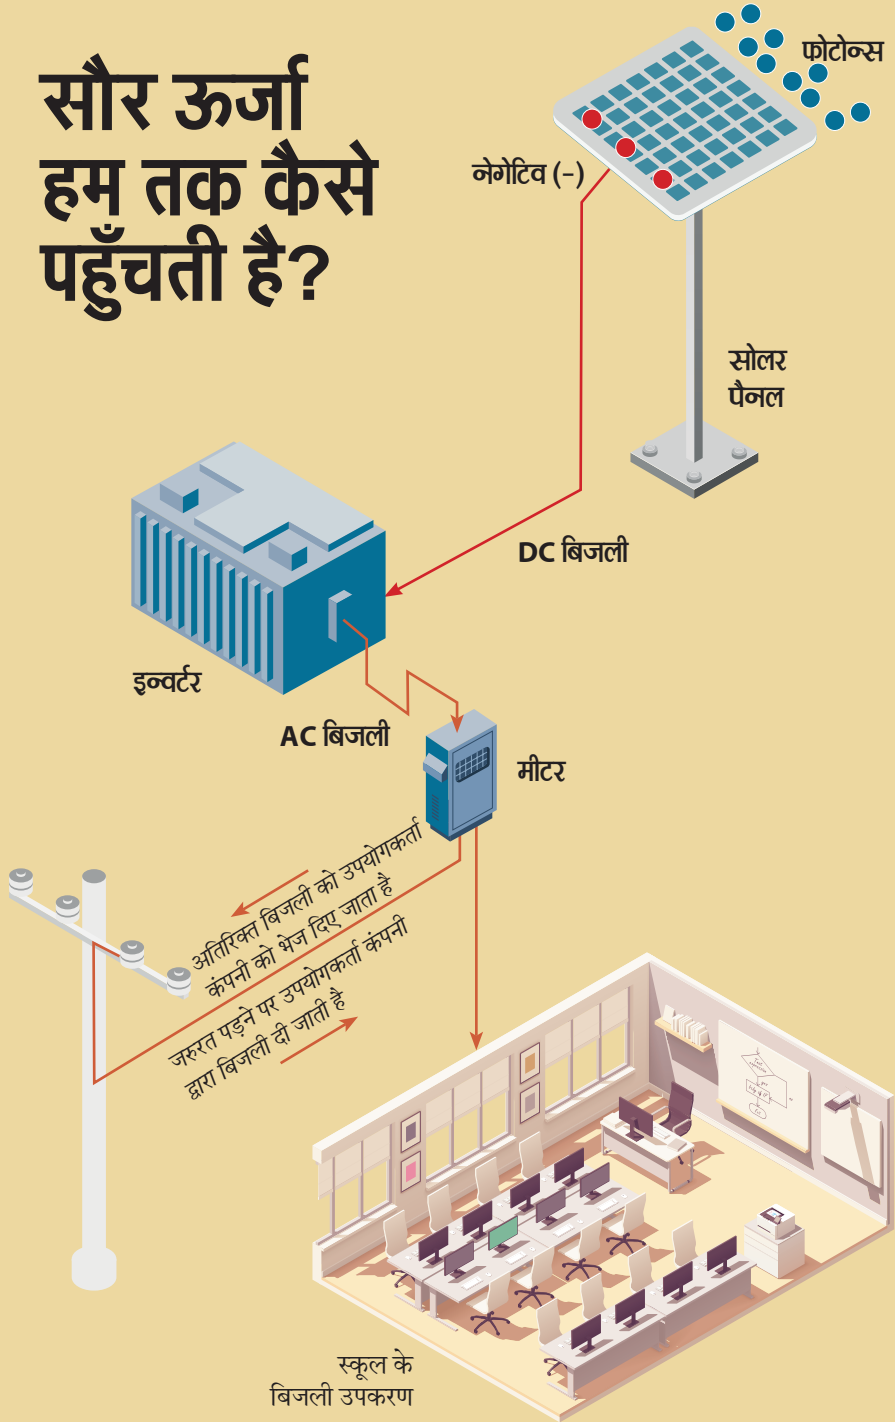 सौर ऊर्जा
हम तक कैसे
पहुँचती है?
फोटोन्स
नेगेटिव (-)
सोलर
पैनल
DC बिजली
इन्वर्टर
AC बिजली
मीटर
अतिरिक्त बिजली को उपयोगकर्ता
कंपनी को भेज दिए जाता है
जरुरत पड़ने पर उपयोगकर्ता कंपनी
द्वारा बिजली दी जाती है
स्कूल के
बिजली उपकरण